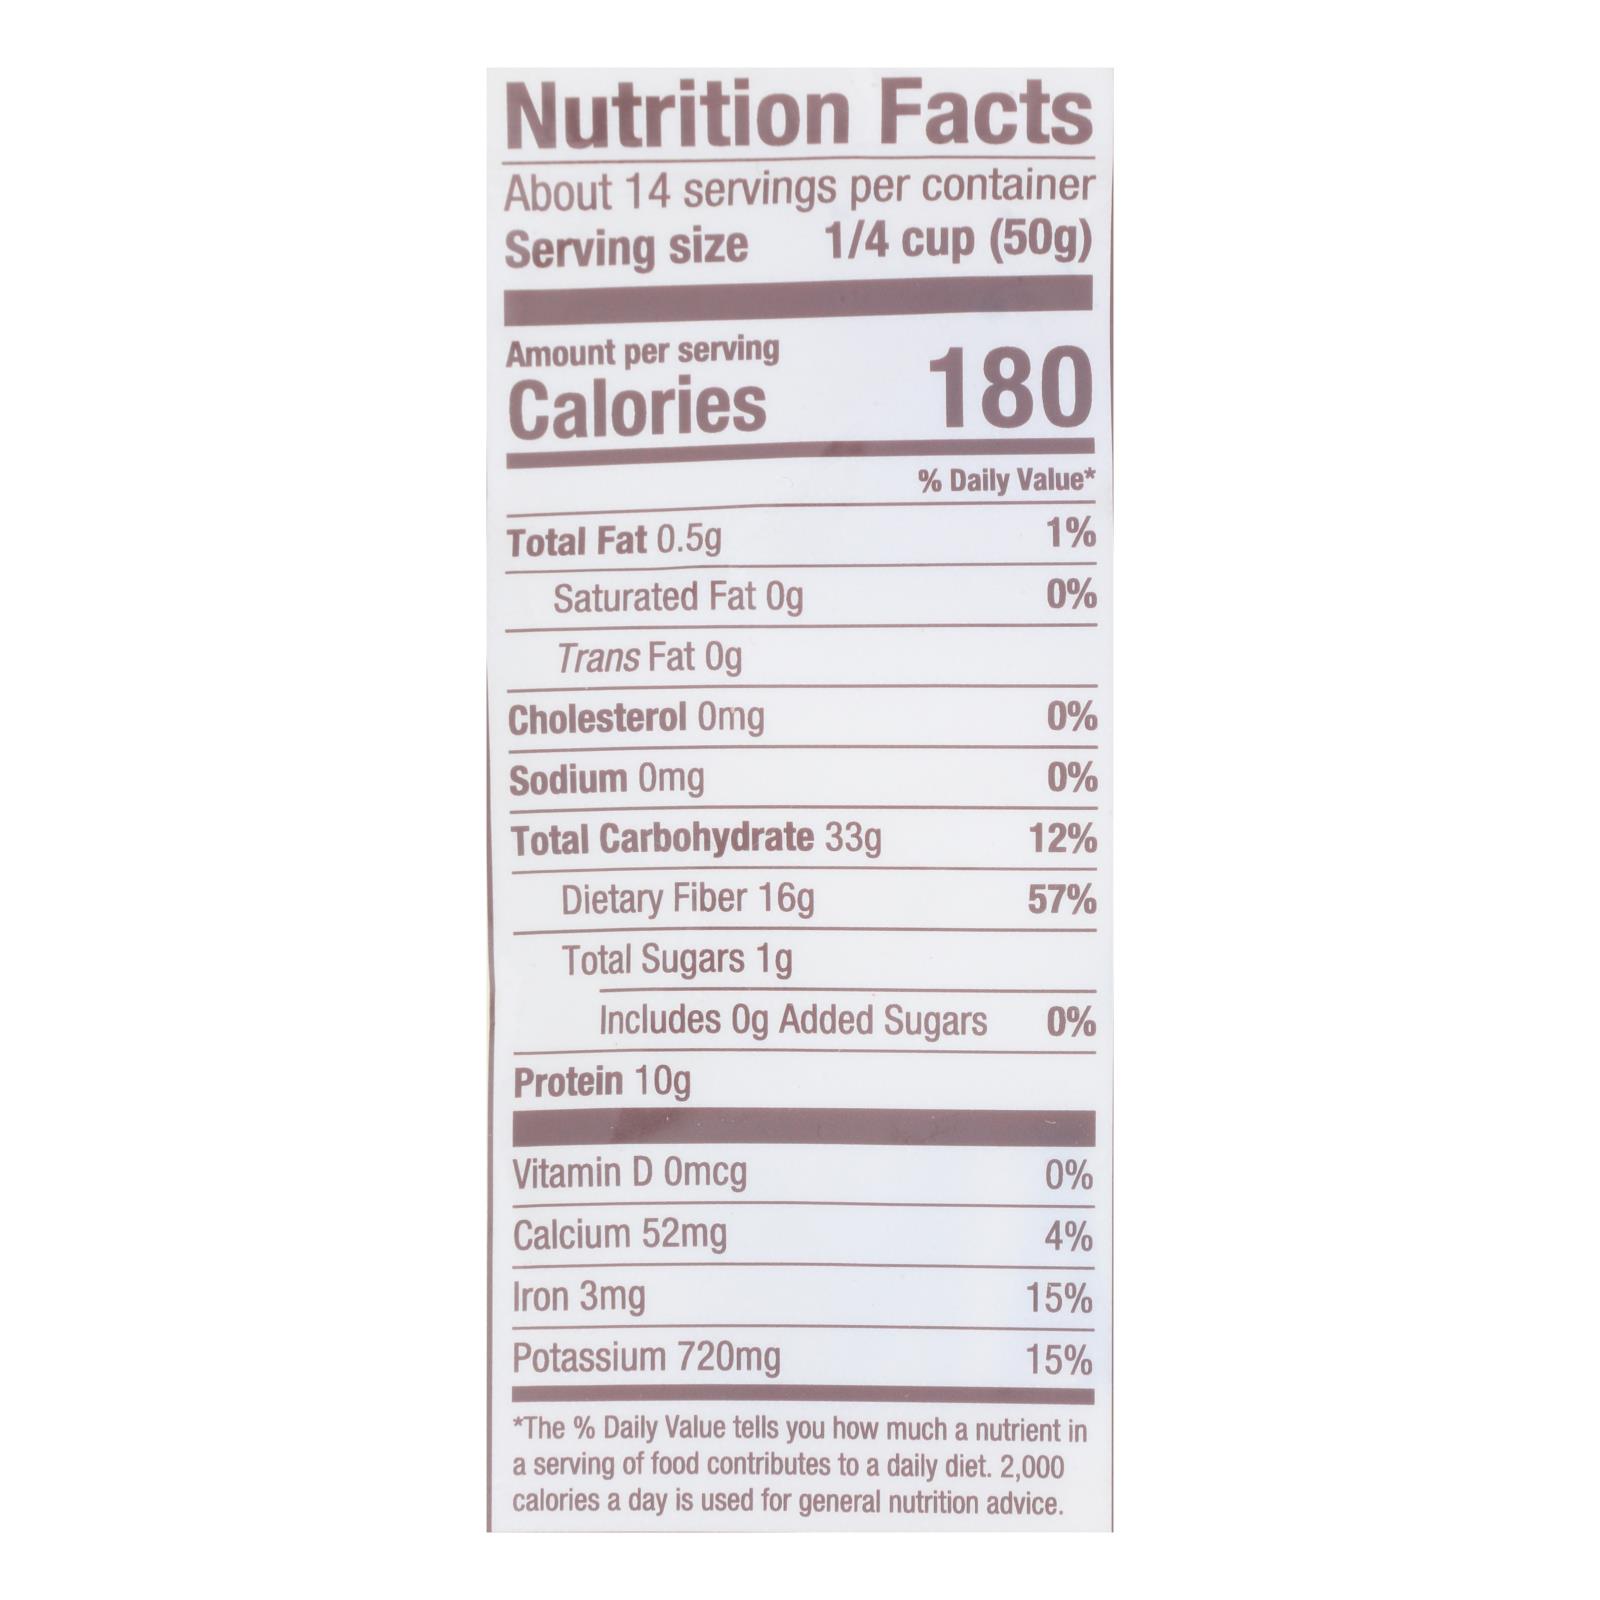 Nutrition Facts
About 14 servings per container
Serving size 1/4 cup (50g)
Amount per serving
Calories 180
% Daily Value*
Total Fat 0.5g 1%
Saturated Fat 0g 0%
Trans Fat 0g
Cholesterol 0mg 0%
Sodium 0mg 0%
Total Carbohydrate 33g 12%
Dietary Fiber 16g 57%
Total Sugars 1g
Includes 0g Added Sugars 0%
Protein 10g
Vitamin D 0mcg 0%
Calcium 52mg 4%
Iron 3mg 15%
Potassium 720mg 15%
*The % Daily Value tells you how much a nutrient in
a serving of food contributes to a daily diet. 2,000
calories a day is used for general nutrition advice.